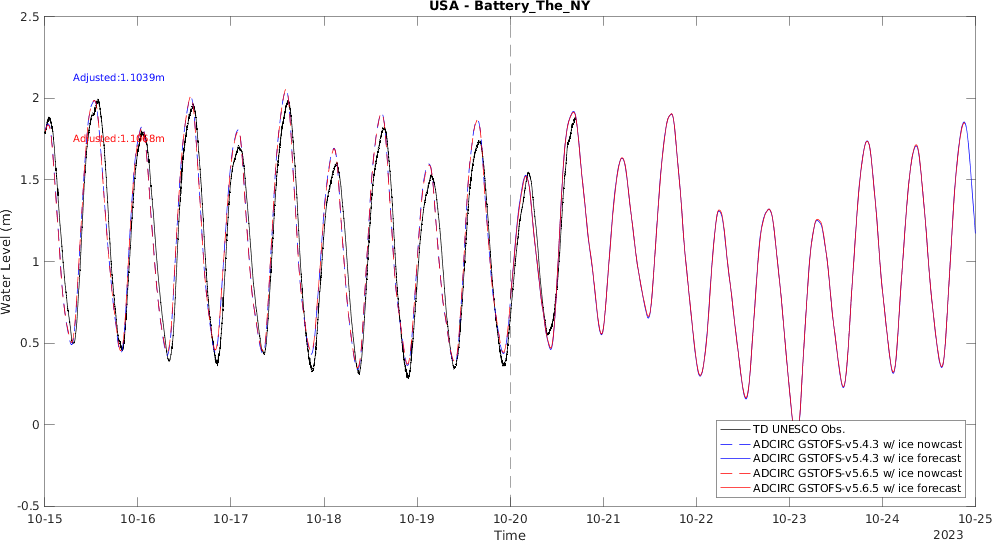 USA - Battery_The_NY
2.5
2
1.5
1
0.5
0
-0.5
Water Level (m)
Adjusted:1.1039m
10-15 10-16 10-17 10-18 10-19 10-20 10-21 10-22 10-23 10-24 10-25
Time
2023
TD UNESCO Obs.
ADCIRC GSTOFS-v5.4.3 w/ ice nowcast
ADCIRC GSTOFS-v5.4.3 w/ ice forecast
ADCIRC GSTOFS-v5.6.5 w/ ice nowcast
ADCIRC GSTOFS-v5.6.5 w/ ice forecast